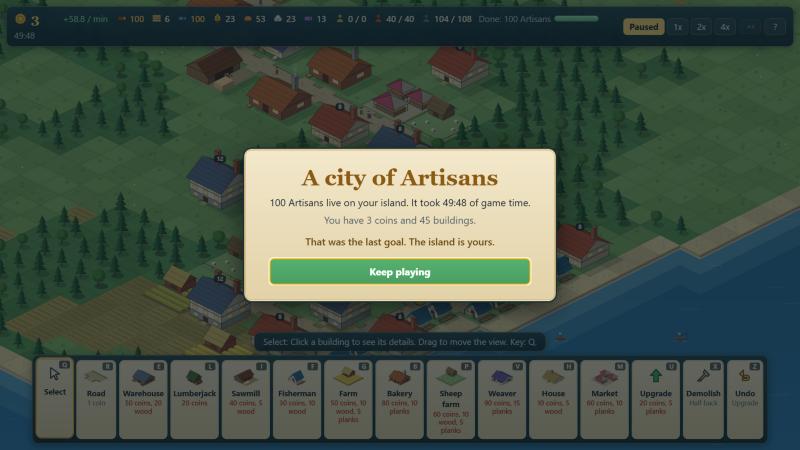 3
+58.8 / min
100
6
100
23
53
23
13
0 / 0
40 / 40
104 / 108
Done: 100 Artisans
49:48
Paused
1x
2x
4x
?
8
8
12
12
12
8
8
A city of Artisans
100 Artisans live on your island. It took 49:48 of game time.
You have 3 coins and 45 buildings.
That was the last goal. The island is yours.
Keep playing
Select: Click a building to see its details. Drag to move the view. Key: Q.
Q
Select
R
Road
1 coin
E
Warehouse
50 coins, 20
wood
L
Lumberjack
20 coins
I
Sawmill
40 coins, 5
wood
F
Fisherman
30 coins, 10
wood
G
Farm
50 coins, 10
wood, 5
planks
B
Bakery
80 coins, 10
planks
P
Sheep
farm
60 coins, 10
wood, 5
planks
V
Weaver
90 coins, 15
planks
H
House
10 coins, 5
wood
M
Market
60 coins, 10
planks
U
Upgrade
20 coins, 5
planks
X
Demolish
Half back
Z
Undo
Upgrade